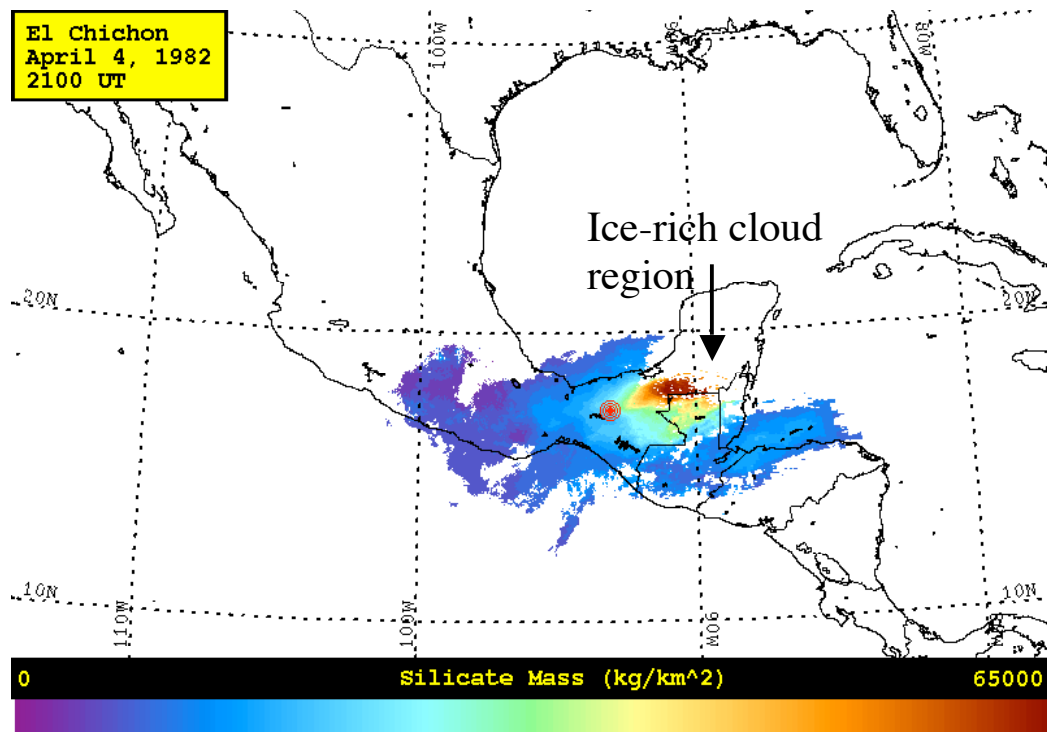 El Chichon
April 4, 1982
2100 UT
100W
90W
80W
Ice-rich cloud
region
20N
20N
10N
10N
110W
100W
90W
0
Silicate Mass (kg/km^2)
65000